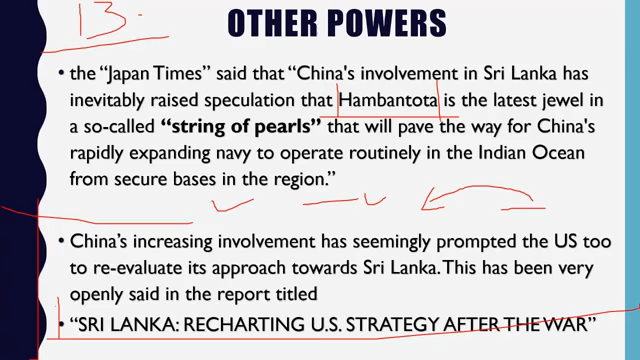 13.
OTHER POWERS
• the “Japan Times” said that “China's involvement in Sri Lanka has
inevitably raised speculation that Hambantota is the latest jewel in
a so-called “string of pearls” that will pave the way for China's
rapidly expanding navy to operate routinely in the Indian Ocean
from secure bases in the region.”
• China’s increasing involvement has seemingly prompted the US too
to re-evaluate its approach towards Sri Lanka. This has been very
openly said in the report titled
• “SRI LANKA: RECHARTING U.S. STRATEGY AFTER THE WAR”